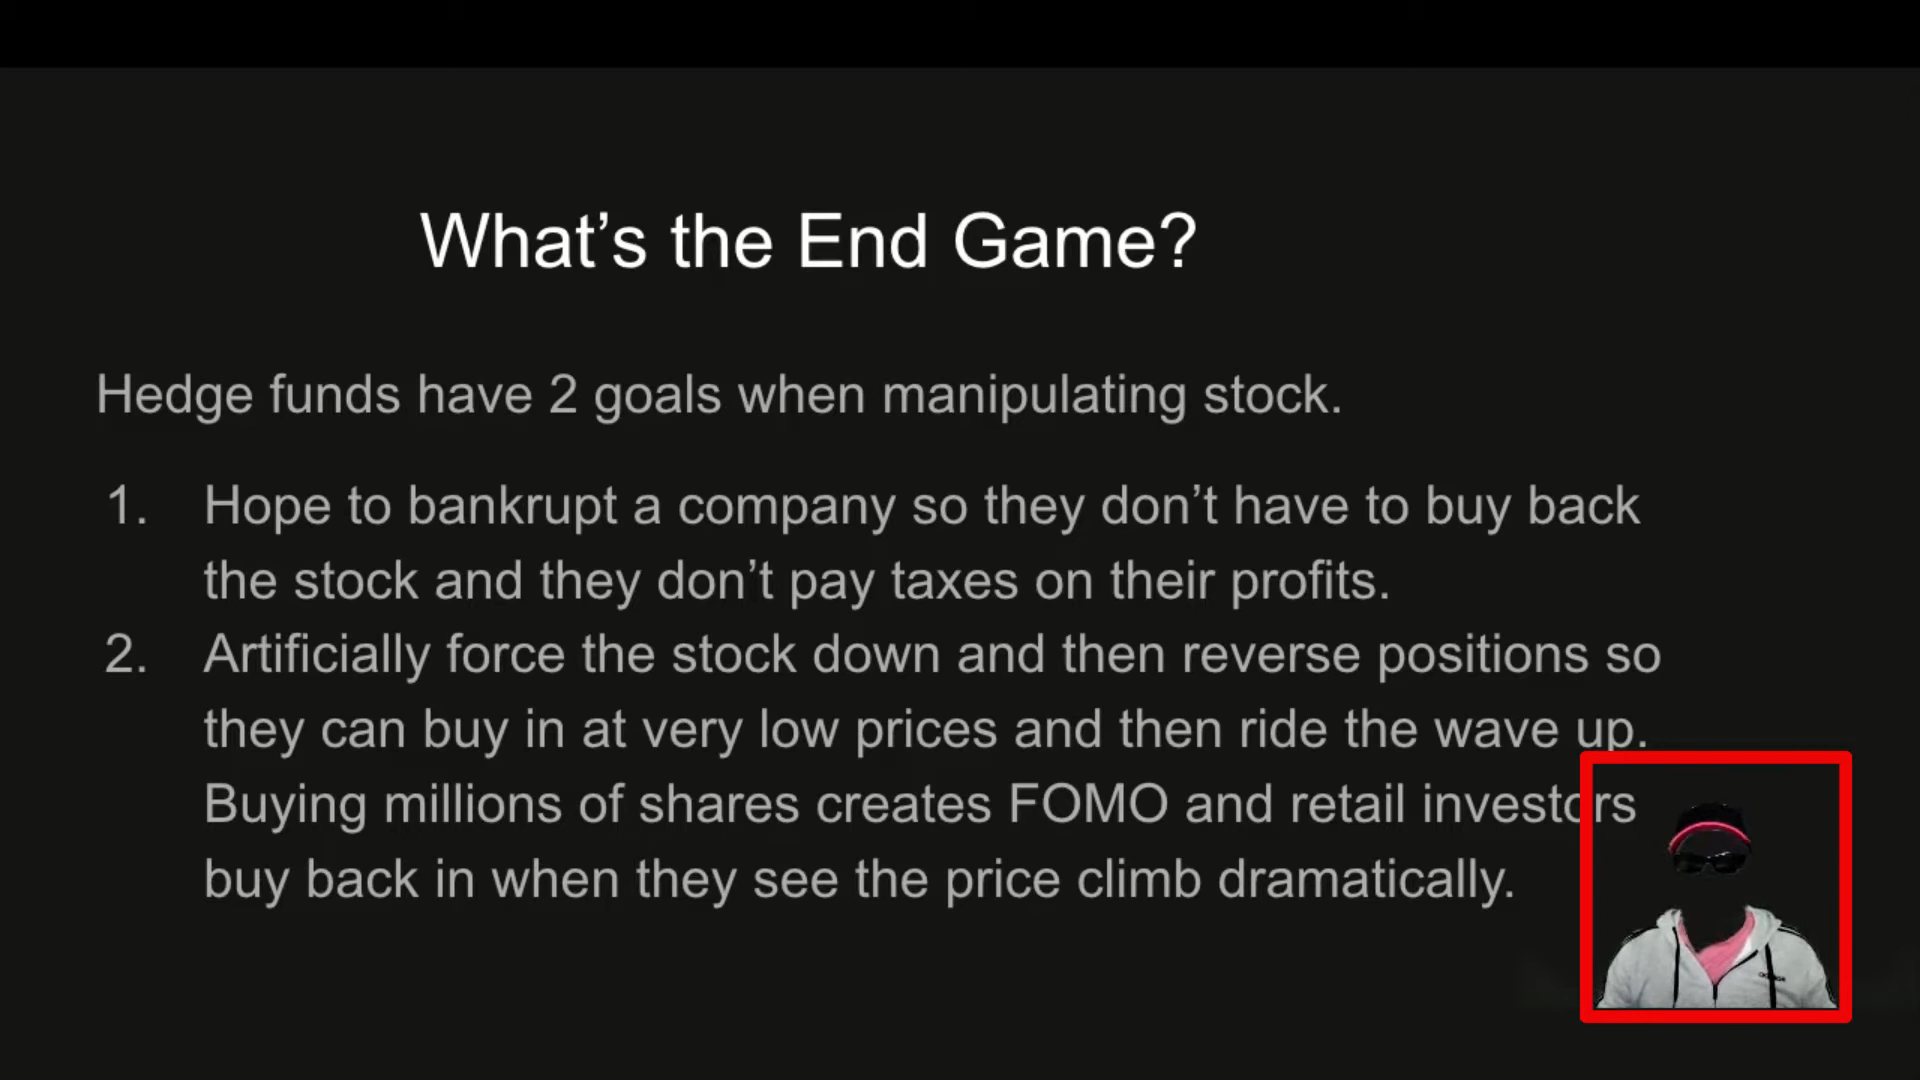 What’s the End Game?
Hedge funds have 2 goals when manipulating stock.
1. Hope to bankrupt a company so they don’t have to buy back
the stock and they don’t pay taxes on their profits.
2. Artificially force the stock down and then reverse positions so
they can buy in at very low prices and then ride the wave up.
Buying millions of shares creates FOMO and retail investors
buy back in when they see the price climb dramatically.